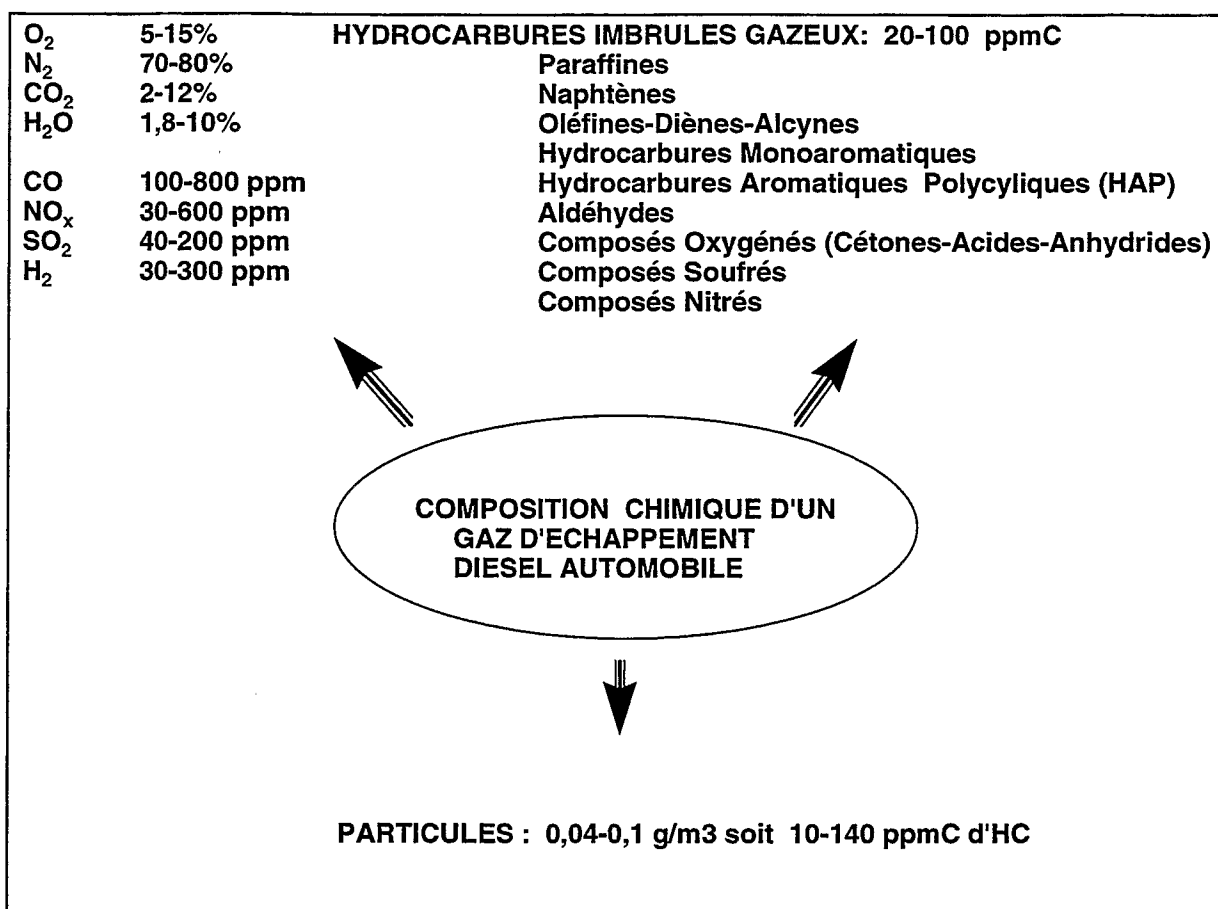 O2 5-15% HYDROCARBURES IMBRULES GAZEUX: 20-100 ppmC
N2 70-80% Paraffines
CO2 2-12% Naphtènes
H2O 1,8-10% Oléfines-Diènes-Alcynes
Hydrocarbures Monoaromatiques
CO 100-800 ppm Hydrocarbures Aromatiques Polycyliques (HAP)
NOx 30-600 ppm Aldéhydes
SO2 40-200 ppm Composés Oxygénés (Cétones-Acides-Anhydrides)
H2 30-300 ppm Composés Soufrés
Composés Nitrés
COMPOSITION CHIMIQUE D'UN
GAZ D'ECHAPPEMENT
DIESEL AUTOMOBILE
PARTICULES : 0,04-0,1 g/m3 soit 10-140 ppmC d'HC